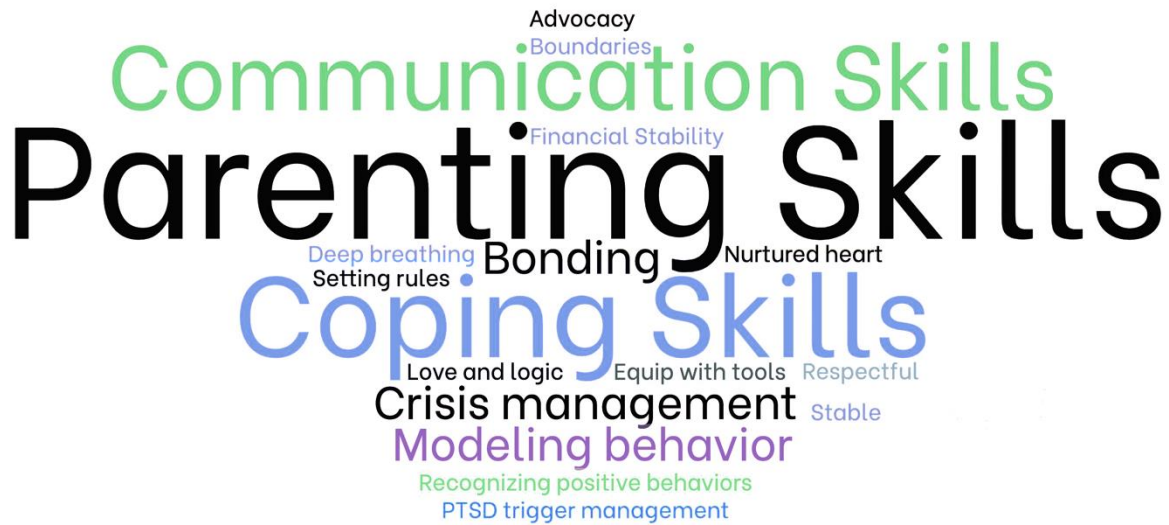 Advocacy
Boundaries
Communication Skills
Financial Stability
Parenting Skills
Deep breathing
Bonding
Nurtured heart
Setting rules
Coping Skills
Love and logic
Equip with tools
Respectful
Crisis management
Stable
Modeling behavior
Recognizing positive behaviors
PTSD trigger management